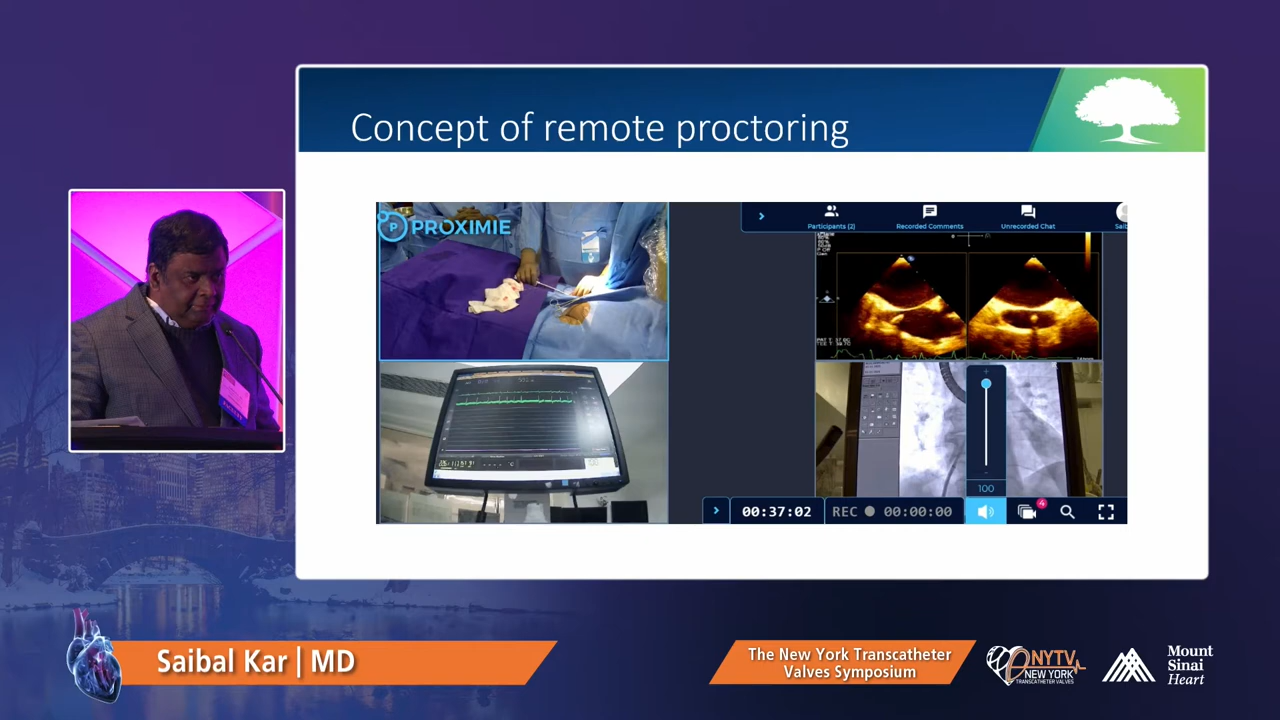 Concept of remote proctoring
PROXIMIE
Participants (2)
Recorded Comments
Unrecorded Chat
100
00:37:02
REC
00:00:00
4
Saibal Kar | MD
The New York Transcatheter
Valves Symposium
NYTV
NEW YORK
TRANSCATHETER VALVES
Mount
Sinai
Heart